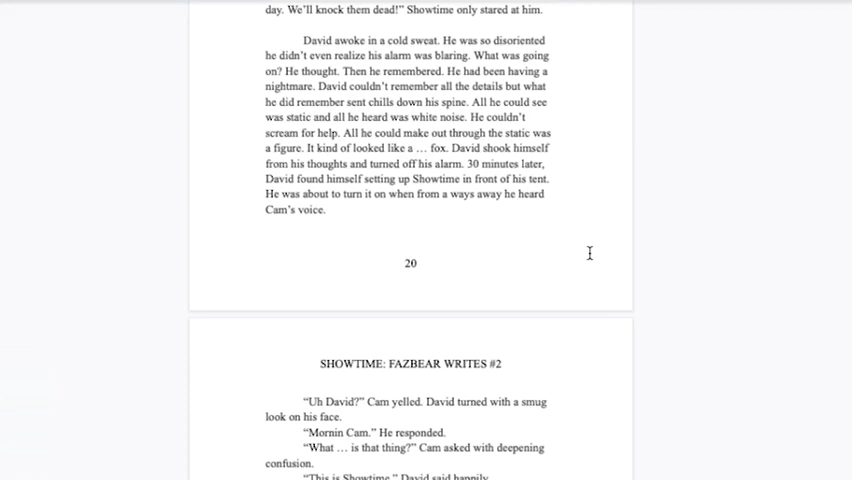 day. We'll knock them dead!” Showtime only stared at him.
David awoke in a cold sweat. He was so disoriented
he didn't even realize his alarm was blaring. What was going
on? He thought. Then he remembered. He had been having a
nightmare. David couldn't remember all the details but what
he did remember sent chills down his spine. All he could see
was static and all he heard was white noise. He couldn't
scream for help. All he could make out through the static was
a figure. It kind of looked like a … fox. David shook himself
from his thoughts and turned off his alarm. 30 minutes later,
David found himself setting up Showtime in front of his tent.
He was about to turn it on when from a ways away he heard
Cam's voice.
20
SHOWTIME: FAZBEAR WRITES #2
“Uh David?” Cam yelled. David turned with a smug
look on his face.
“Mornin Cam.” He responded.
“What … is that thing?” Cam asked with deepening
confusion.
“This is Showtime.” David said happily.